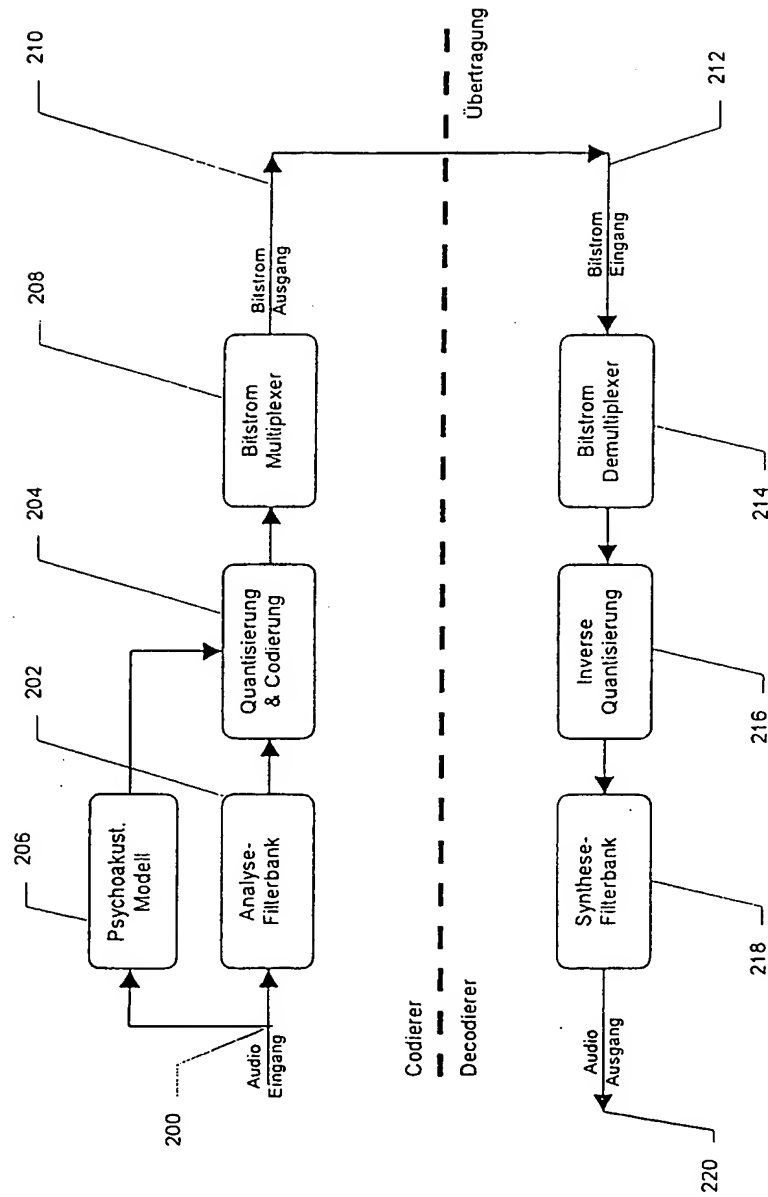 206
202
204
208
210
Psychoakust.
Modell
Analyse-
Filterbank
Quantisierung
& Codierung
Bitstrom
Multiplexer
Bitstrom
Ausgang
Audio
Eingang
200
Codierer
Decodierer
Übertragung
Audio
Ausgang
Synthese-
Filterbank
Inverse
Quantisierung
Bitstrom
Demultiplexer
Bitstrom
Eingang
212
220
218
216
214